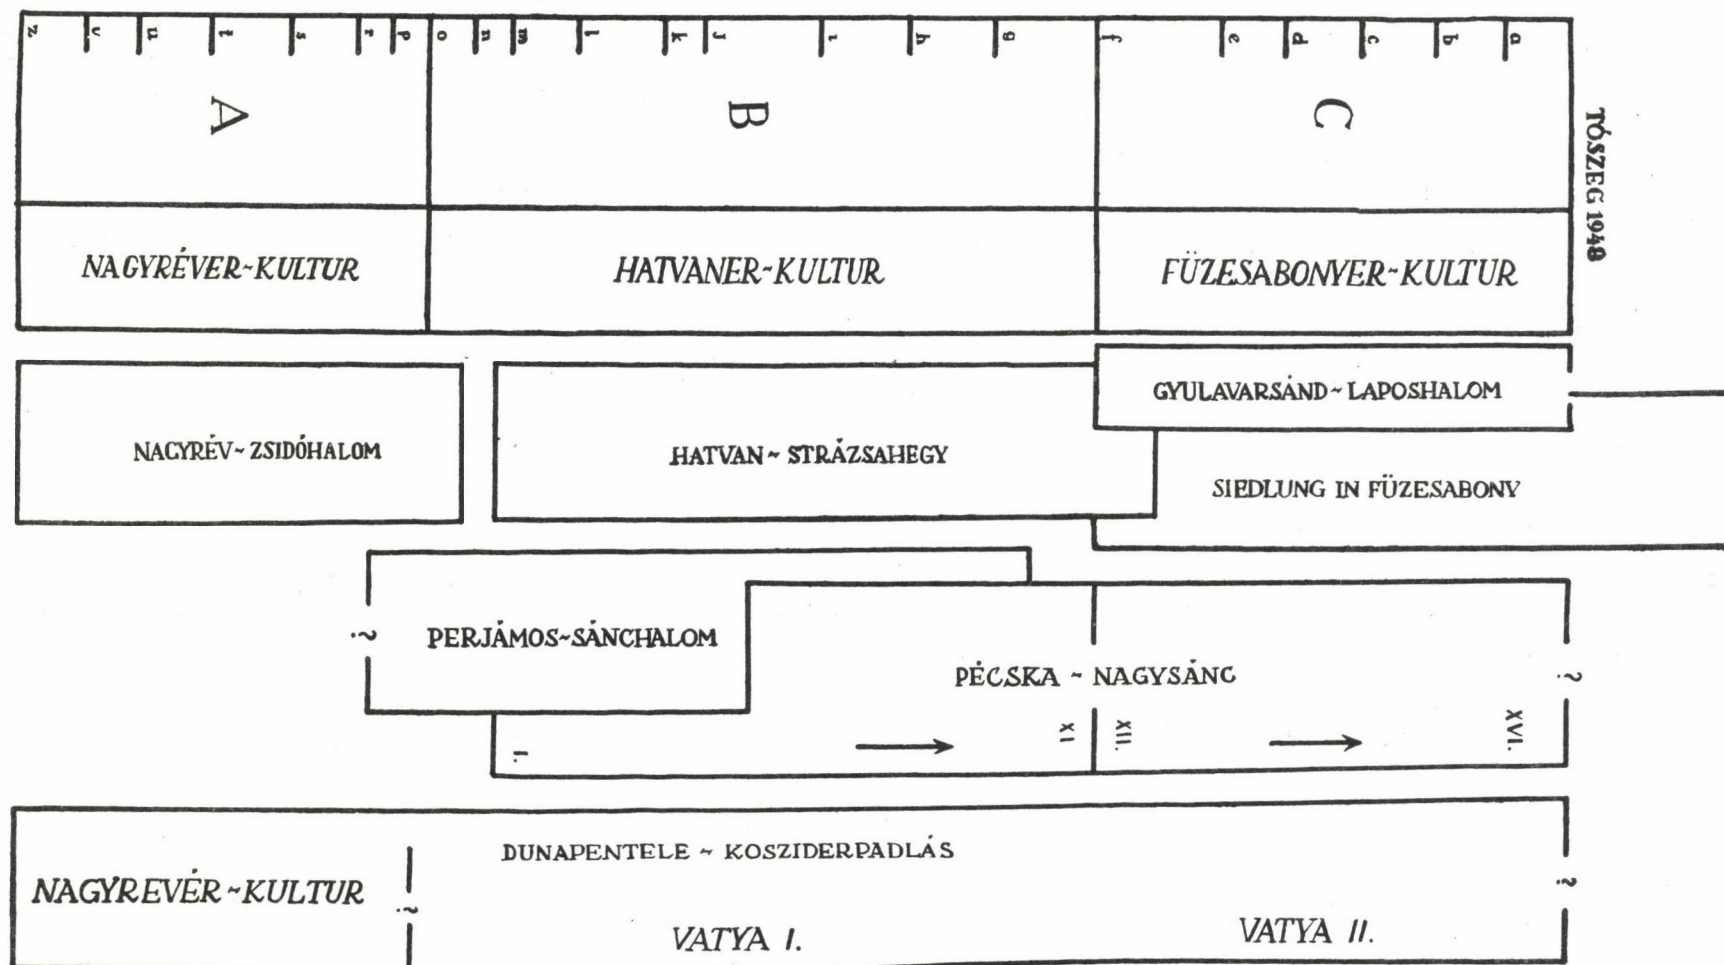 z v u t s r p o n m l k j i h g f e d c b a
A B C
TÓSZEG 1948
NAGYRÉVER~KULTUR HATVANER~KULTUR FÜZESABONYER~KULTUR
GYULAVARSÁND~LAPOSHALOM
NAGYRÉV~ZSIDÓHALOM HATVAN~STRÁZSAHEGY
SIEDLUNG IN FÜZESABONY
? PERJÁMOS~SÁNCHALOM
PÉCSKA~NAGYSÁNC ?
I. XI XII. XVI.
DUNAPENTELE~KOSZIDERPADLÁS
NAGYREVÉR~KULTUR ? ?
VATYA I. VATYA II.